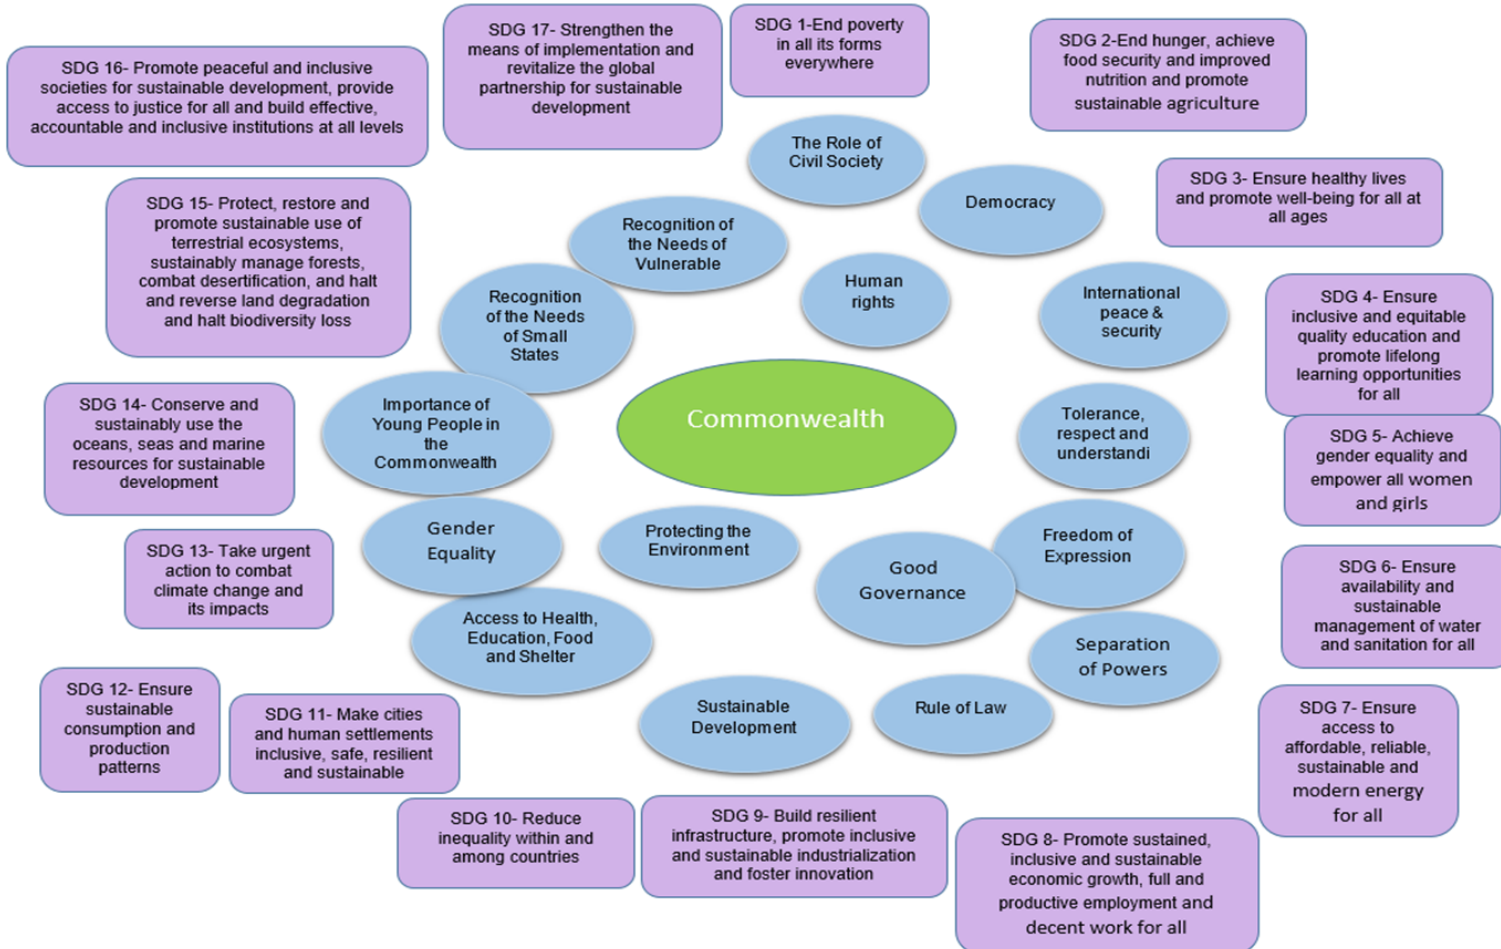 SDG 17- Strengthen the
means of implementation and
revitalize the global
partnership for sustainable
development
SDG 1-End poverty
in all its forms
everywhere
SDG 2-End hunger, achieve
food security and improved
nutrition and promote
sustainable agriculture
SDG 16- Promote peaceful and inclusive
societies for sustainable development, provide
access to justice for all and build effective,
accountable and inclusive institutions at all levels
The Role of
Civil Society
SDG 3- Ensure healthy lives
and promote well-being for all at
all ages
Democracy
SDG 15- Protect, restore and
promote sustainable use of
terrestrial ecosystems,
sustainably manage forests,
combat desertification, and halt
and reverse land degradation
and halt biodiversity loss
Recognition of
the Needs of
Vulnerable
Human
rights
International
peace &
security
SDG 4- Ensure
inclusive and equitable
quality education and
promote lifelong
learning opportunities
for all
Recognition
of the Needs
of Small
States
Commonwealth
SDG 14- Conserve and
sustainably use the
oceans, seas and marine
resources for sustainable
development
Importance of
Young People in
the
Commonwealth
Tolerance,
respect and
understandi
SDG 5- Achieve
gender equality and
empower all women
and girls
Gender
Equality
Protecting the
Environment
Good
Governance
Freedom of
Expression
SDG 13- Take urgent
action to combat
climate change and
its impacts
SDG 6- Ensure
availability and
sustainable
management of water
and sanitation for all
Access to Health,
Education, Food
and Shelter
Separation
of Powers
SDG 12- Ensure
sustainable
consumption and
production
patterns
SDG 11- Make cities
and human settlements
inclusive, safe, resilient
and sustainable
Sustainable
Development
Rule of Law
SDG 7- Ensure
access to
affordable, reliable,
sustainable and
modern energy
for all
SDG 10- Reduce
inequality within and
among countries
SDG 9- Build resilient
infrastructure, promote inclusive
and sustainable industrialization
and foster innovation
SDG 8- Promote sustained,
inclusive and sustainable
economic growth, full and
productive employment and
decent work for all